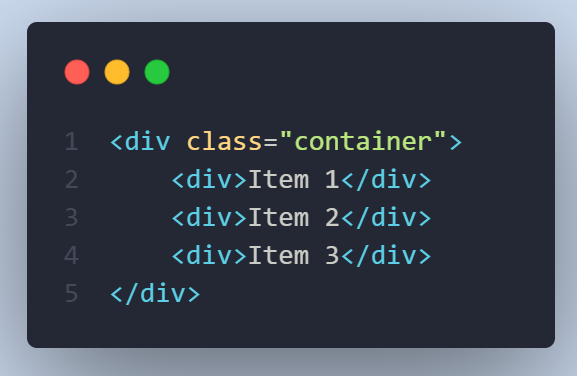 1 <div class="container">
2     <div>Item 1</div>
3     <div>Item 2</div>
4     <div>Item 3</div>
5 </div>